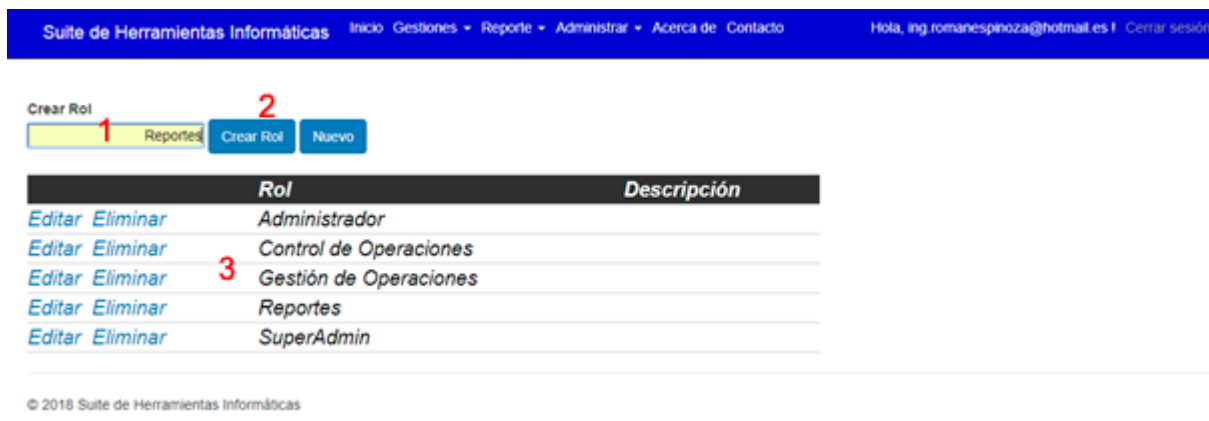 Suite de Herramientas Informáticas Inicio Gestiones Reporte Administrar Acerca de Contacto Hola, ing.romanespinoza@hotmail.es ! Cerrar sesión
Crear Rol
2
1 Reportes Crear Rol Nuevo
Rol Descripción
Editar Eliminar Administrador
Editar Eliminar Control de Operaciones
Editar Eliminar 3 Gestión de Operaciones
Editar Eliminar Reportes
Editar Eliminar SuperAdmin
© 2018 Suite de Herramientas Informáticas